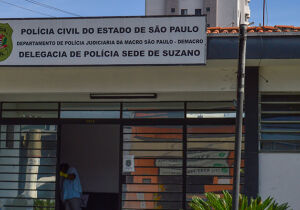 POLÍCIA CIVIL DO ESTADO DE SÃO PAULO
DEPARTAMENTO DE POLÍCIA JUDICIÁRIA DA MACRO SÃO PAULO - DEMACRO
DELEGACIA DE POLÍCIA SEDE DE SUZANO